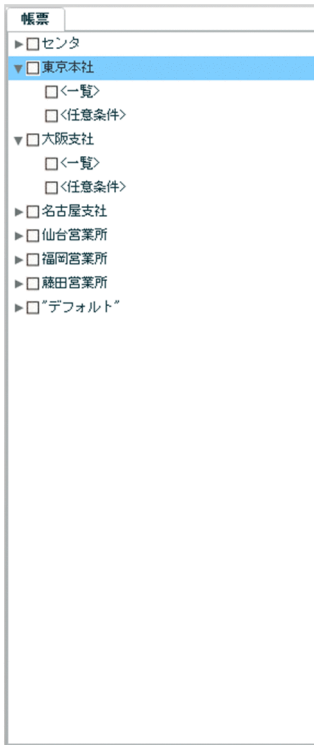 帳票
センタ
東京本社
<一覧>
<任意条件>
大阪支社
<一覧>
<任意条件>
名古屋支社
仙台営業所
福岡営業所
藤田営業所
"デフォルト"